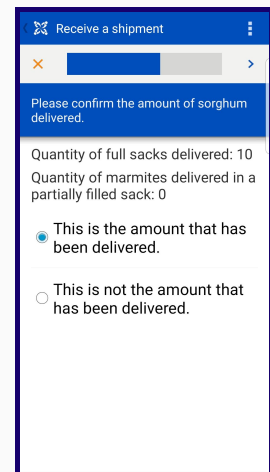 Receive a shipment
Please confirm the amount of sorghum
delivered.
Quantity of full sacks delivered: 10
Quantity of marmites delivered in a
partially filled sack: 0
This is the amount that has
been delivered.
This is not the amount that
has been delivered.